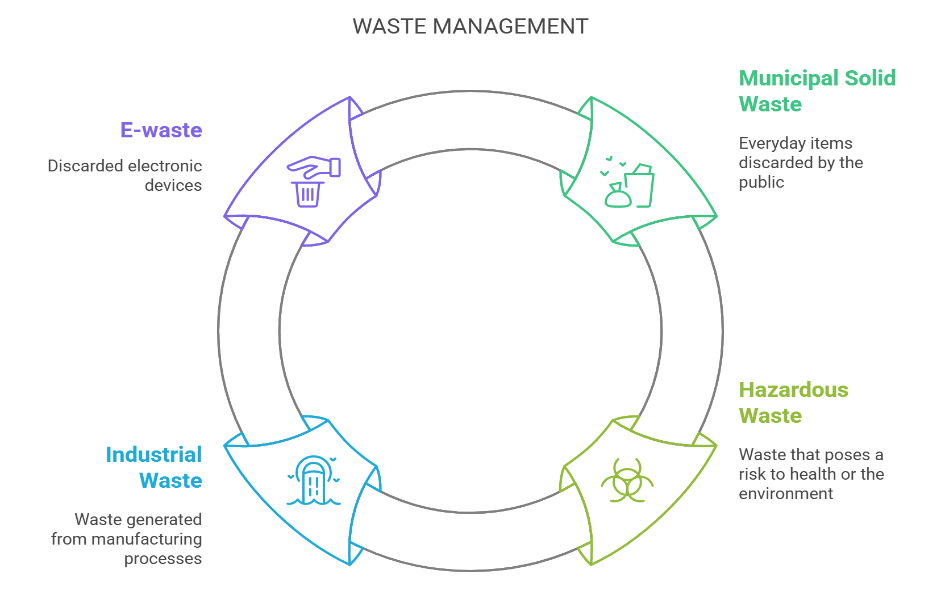 WASTE MANAGEMENT
E-waste
Discarded electronic
devices
Municipal Solid
Waste
Everyday items
discarded by the
public
Industrial
Waste
Waste generated
from manufacturing
processes
Hazardous
Waste
Waste that poses a
risk to health or the
environment